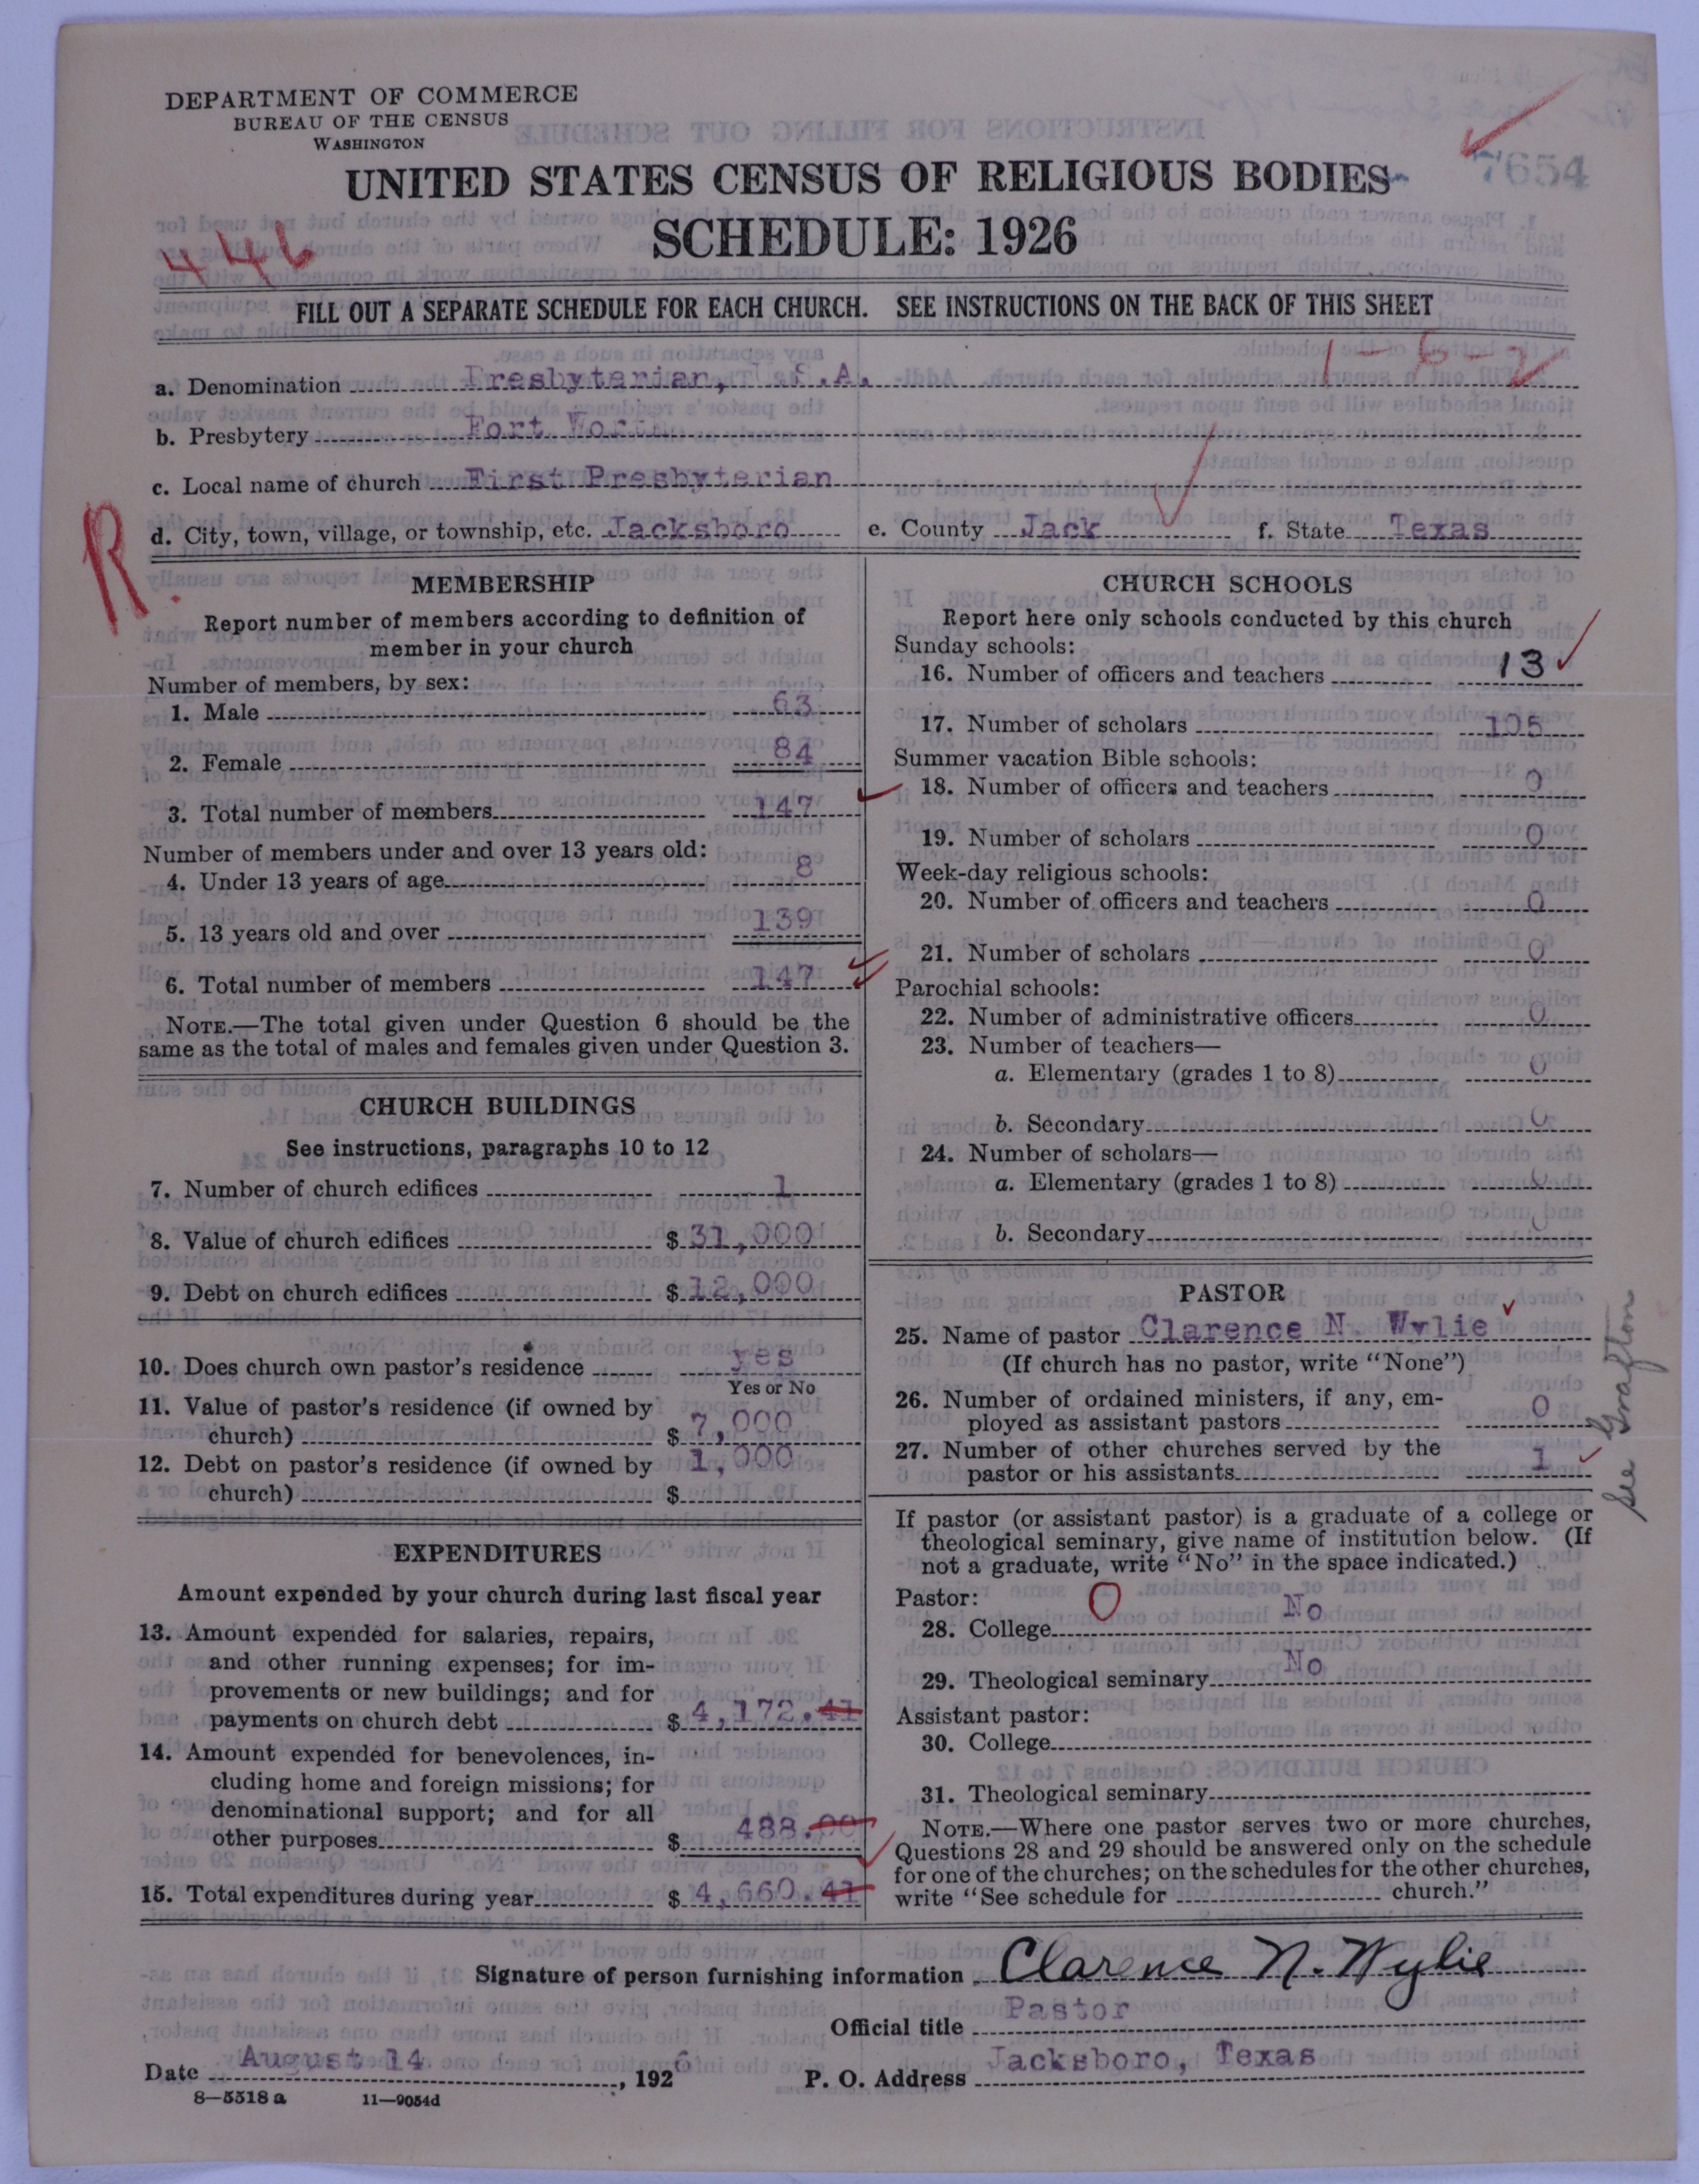 DEPARTMENT OF COMMERCE
BUREAU OF THE CENSUS
WASHINGTON
7654
UNITED STATES CENSUS OF RELIGIOUS BODIES
SCHEDULE: 1926
446
FILL OUT A SEPARATE SCHEDULE FOR EACH CHURCH. SEE INSTRUCTIONS ON THE BACK OF THIS SHEET
1-6-2
a. Denomination Presbyterian, U.S.A.
b. Presbytery Fort Worth
c. Local name of church First Presbyterian
R.
d. City, town, village, or township, etc. Jacksboro e. County Jack f. State Texas
MEMBERSHIP
Report number of members according to definition of
member in your church
Number of members, by sex:
1. Male 63
2. Female 84
3. Total number of members 147
Number of members under and over 13 years old:
4. Under 13 years of age 8
5. 13 years old and over 139
6. Total number of members 147
NOTE.—The total given under Question 6 should be the
same as the total of males and females given under Question 3.
CHURCH BUILDINGS
See instructions, paragraphs 10 to 12
7. Number of church edifices 1
8. Value of church edifices $ 31,000
9. Debt on church edifices $ 12,000
10. Does church own pastor's residence yes
Yes or No
11. Value of pastor's residence (if owned by
church) $ 7,000
12. Debt on pastor's residence (if owned by 1,000
church) $
EXPENDITURES
Amount expended by your church during last fiscal year
13. Amount expended for salaries, repairs,
and other running expenses; for im-
provements or new buildings; and for
payments on church debt $ 4,172.41
14. Amount expended for benevolences, in-
cluding home and foreign missions; for
denominational support; and for all
other purposes $ 488.00
15. Total expenditures during year $ 4,660.41
CHURCH SCHOOLS
Report here only schools conducted by this church
Sunday schools:
16. Number of officers and teachers 13
17. Number of scholars 105
Summer vacation Bible schools:
18. Number of officers and teachers 0
19. Number of scholars 0
Week-day religious schools:
20. Number of officers and teachers 0
21. Number of scholars 0
Parochial schools:
22. Number of administrative officers 0
23. Number of teachers—
a. Elementary (grades 1 to 8) 0
b. Secondary 0
24. Number of scholars—
a. Elementary (grades 1 to 8) 0
b. Secondary 0
PASTOR
25. Name of pastor Clarence N. Wylie
(If church has no pastor, write "None")
26. Number of ordained ministers, if any, em-
ployed as assistant pastors 0
27. Number of other churches served by the
pastor or his assistants 1
See Grafton
If pastor (or assistant pastor) is a graduate of a college or
theological seminary, give name of institution below. (If
not a graduate, write "No" in the space indicated.)
Pastor: O
28. College No
29. Theological seminary No
Assistant pastor:
30. College
31. Theological seminary
NOTE.—Where one pastor serves two or more churches,
Questions 28 and 29 should be answered only on the schedule
for one of the churches; on the schedules for the other churches,
write "See schedule for church."
Signature of person furnishing information Clarence N. Wylie
Official title Pastor
Date August 14, 1926 P. O. Address Jacksboro, Texas
8—5518 a 11—9054d